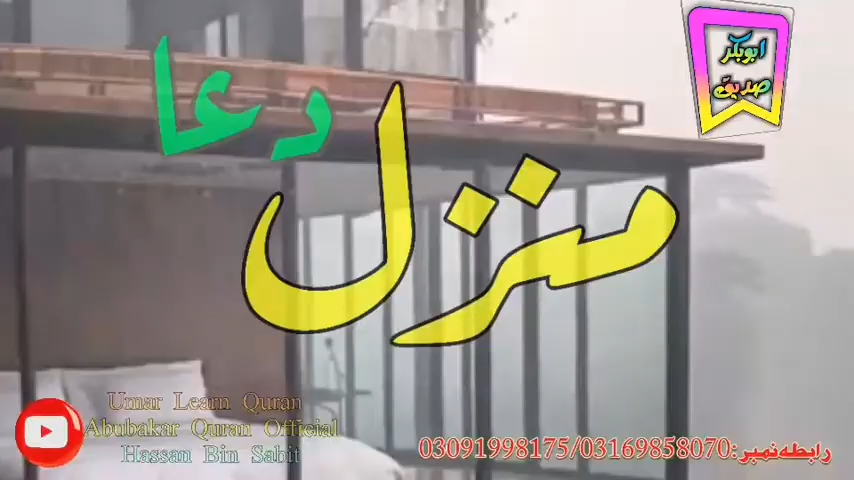 ابوبکر
صدیق
دعا
منزل
Umar Learn Quran
Abubakar Quran Official
Hassan Bin Sabit
رابطہ نمبر:03091998175/03169858070